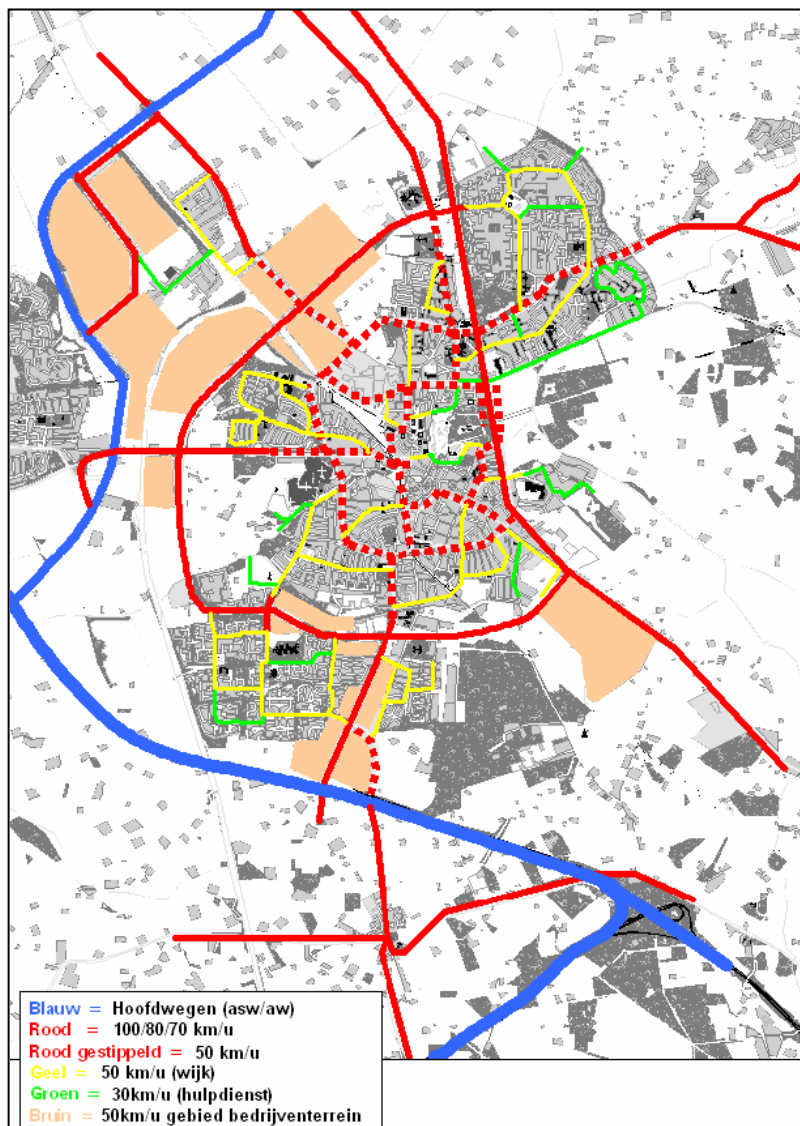 Blauw = Hoofdwegen (asw/aw)
Rood = 100/80/70 km/u
Rood gestippeld = 50 km/u
Geel = 50 km/u (wijk)
Groen = 30km/u (hulpdienst)
Bruin = 50km/u gebied bedrijventerrein